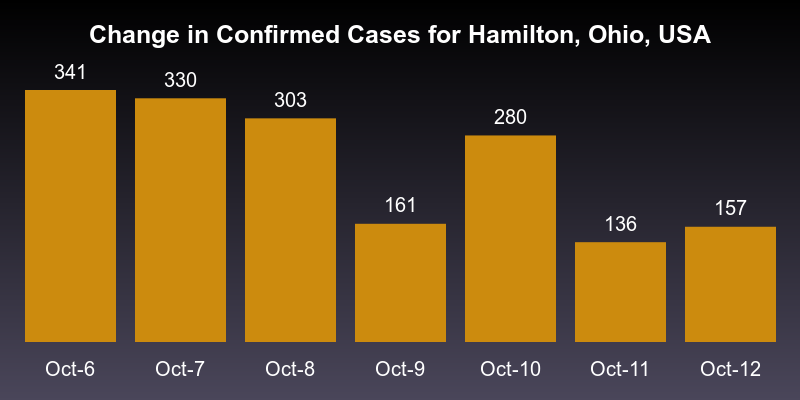 Change in Confirmed Cases for Hamilton, Ohio, USA
341
330
303
161
280
136
157
Oct-6
Oct-7
Oct-8
Oct-9
Oct-10
Oct-11
Oct-12